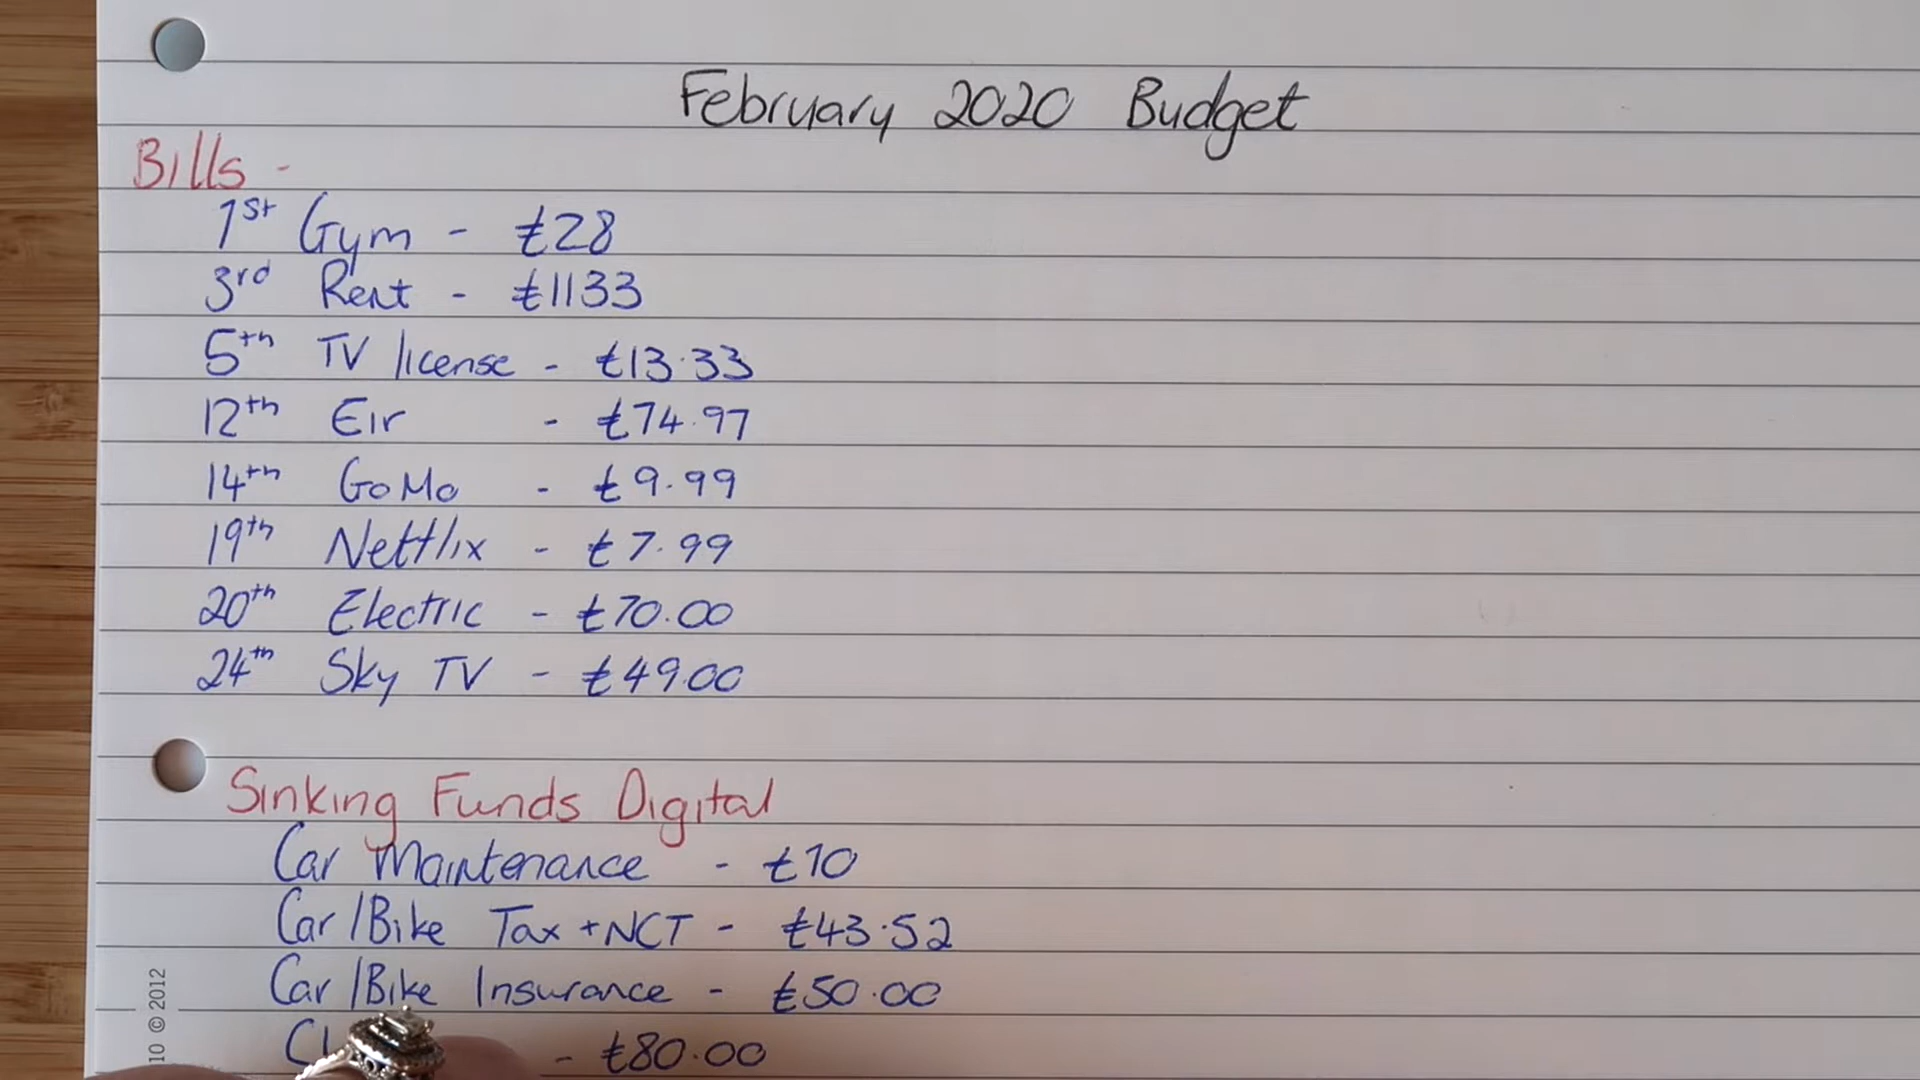 February 2020 Budget
Bills -
1st Gym - €28
3rd Rent - €1133
5th TV license - €13.33
12th Eir - €74.97
14th GoMo - €9.99
19th Netflix - €7.99
20th Electric - €70.00
24th Sky TV - €49.00
Sinking Funds Digital
Car Maintenance - €10
Car/Bike Tax + NCT - €43.52
Car/Bike Insurance - €50.00
- €80.00
10 © 2012